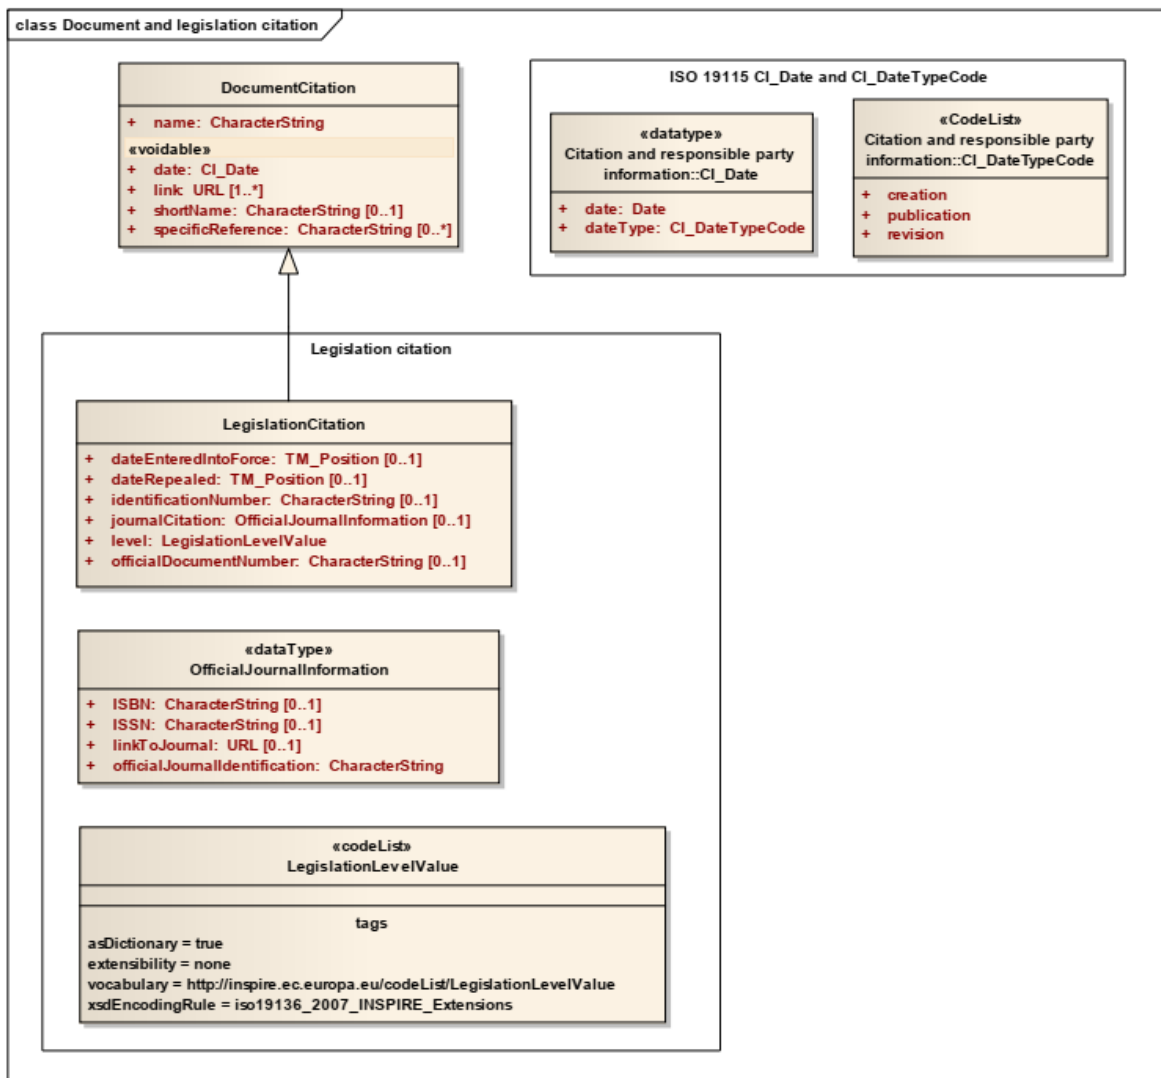 class Document and legislation citation
DocumentCitation
+ name: CharacterString
«voidable»
+ date: CI_Date
+ link: URL [1..*]
+ shortName: CharacterString [0..1]
+ specificReference: CharacterString [0..*]
ISO 19115 CI_Date and CI_DateTypeCode
«datatype»
Citation and responsible party
information::CI_Date
+ date: Date
+ dateType: CI_DateTypeCode
«CodeList»
Citation and responsible party
information::CI_DateTypeCode
+ creation
+ publication
+ revision
Legislation citation
LegislationCitation
+ dateEnteredIntoForce: TM_Position [0..1]
+ dateRepealed: TM_Position [0..1]
+ identificationNumber: CharacterString [0..1]
+ journalCitation: OfficialJournalInformation [0..1]
+ level: LegislationLevelValue
+ officialDocumentNumber: CharacterString [0..1]
«dataType»
OfficialJournalInformation
+ ISBN: CharacterString [0..1]
+ ISSN: CharacterString [0..1]
+ linkToJournal: URL [0..1]
+ officialJournalIdentification: CharacterString
«codeList»
LegislationLevelValue
tags
asDictionary = true
extensibility = none
vocabulary = http://inspire.ec.europa.eu/codeList/LegislationLevelValue
xsdEncodingRule = iso19136_2007_INSPIRE_Extensions